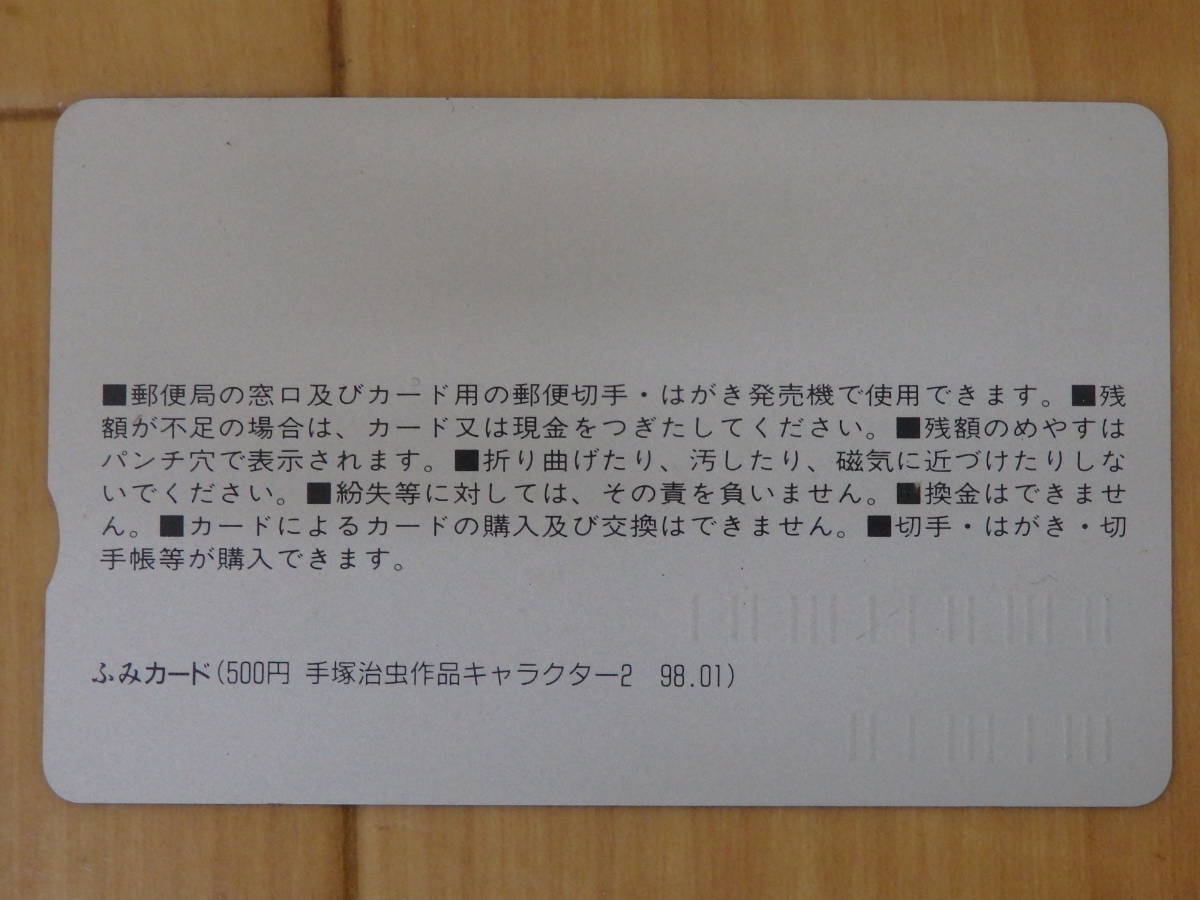 ■郵便局の窓口及びカード用の郵便切手・はがき発売機で使用できます。■残
額が不足の場合は、カード又は現金をつぎたしてください。■残額のめやすは
パンチ穴で表示されます。■折り曲げたり、汚したり、磁気に近づけたりしな
いでください。■紛失等に対しては、その責を負いません。■換金はできませ
ん。■カードによるカードの購入及び交換はできません。■切手・はがき・切
手帳等が購入できます。
ふみカード(500円 手塚治虫作品キャラクター2 98.01)